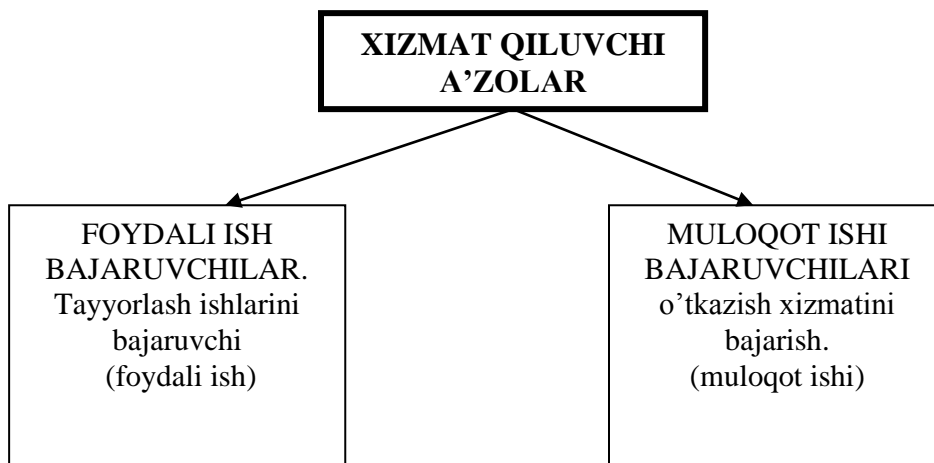 XIZMAT QILUVCHI
A’ZOLAR
FOYDALI ISH
BAJARUVCHILAR.
Tayyorlash ishlarini
bajaruvchi
(foydali ish)
MULOQOT ISHI
BAJARUVCHILARI
o’tkazish xizmatini
bajarish.
(muloqot ishi)